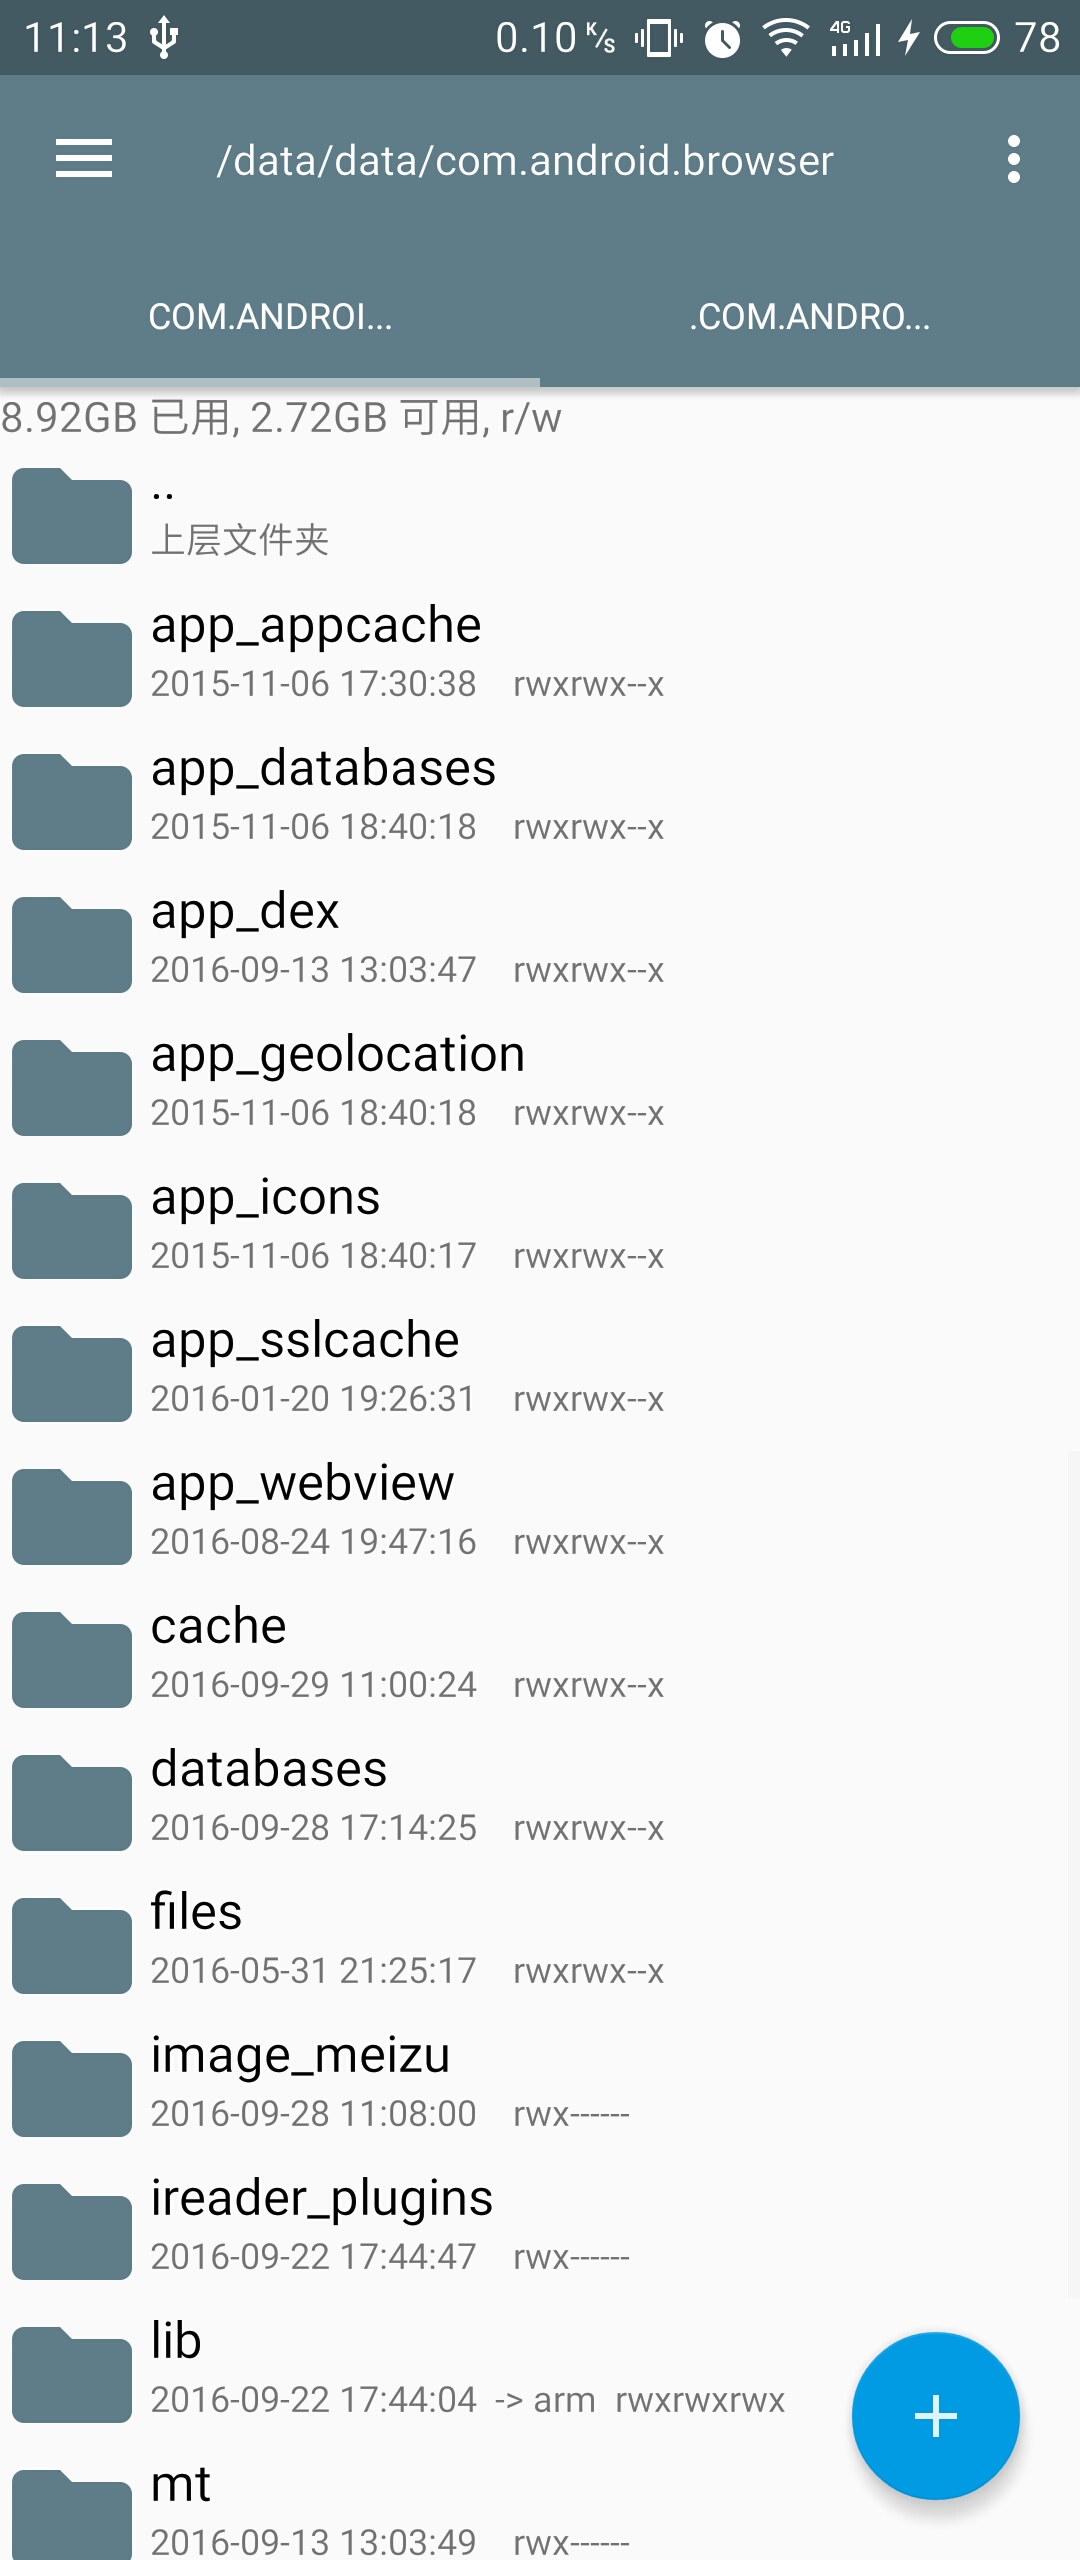 11:13 0.10 K/s 4G 78
/data/data/com.android.browser
COM.ANDROI... .COM.ANDRO...
8.92GB 已用, 2.72GB 可用, r/w
..
上层文件夹
app_appcache
2015-11-06 17:30:38 rwxrwx--x
app_databases
2015-11-06 18:40:18 rwxrwx--x
app_dex
2016-09-13 13:03:47 rwxrwx--x
app_geolocation
2015-11-06 18:40:18 rwxrwx--x
app_icons
2015-11-06 18:40:17 rwxrwx--x
app_sslcache
2016-01-20 19:26:31 rwxrwx--x
app_webview
2016-08-24 19:47:16 rwxrwx--x
cache
2016-09-29 11:00:24 rwxrwx--x
databases
2016-09-28 17:14:25 rwxrwx--x
files
2016-05-31 21:25:17 rwxrwx--x
image_meizu
2016-09-28 11:08:00 rwx------
ireader_plugins
2016-09-22 17:44:47 rwx------
lib
2016-09-22 17:44:04 -> arm rwxrwxrwx
mt
2016-09-13 13:03:49 rwx------